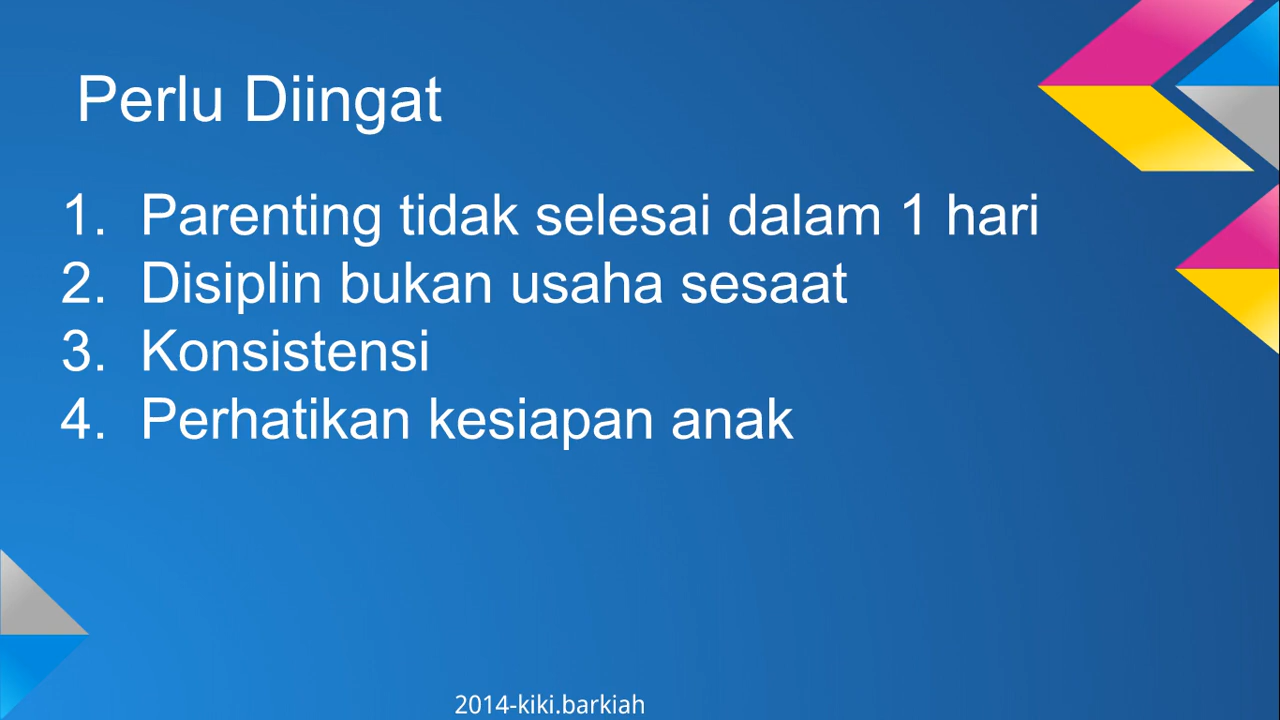 Perlu Diingat
1. Parenting tidak selesai dalam 1 hari
2. Disiplin bukan usaha sesaat
3. Konsistensi
4. Perhatikan kesiapan anak
2014-kiki.barkiah